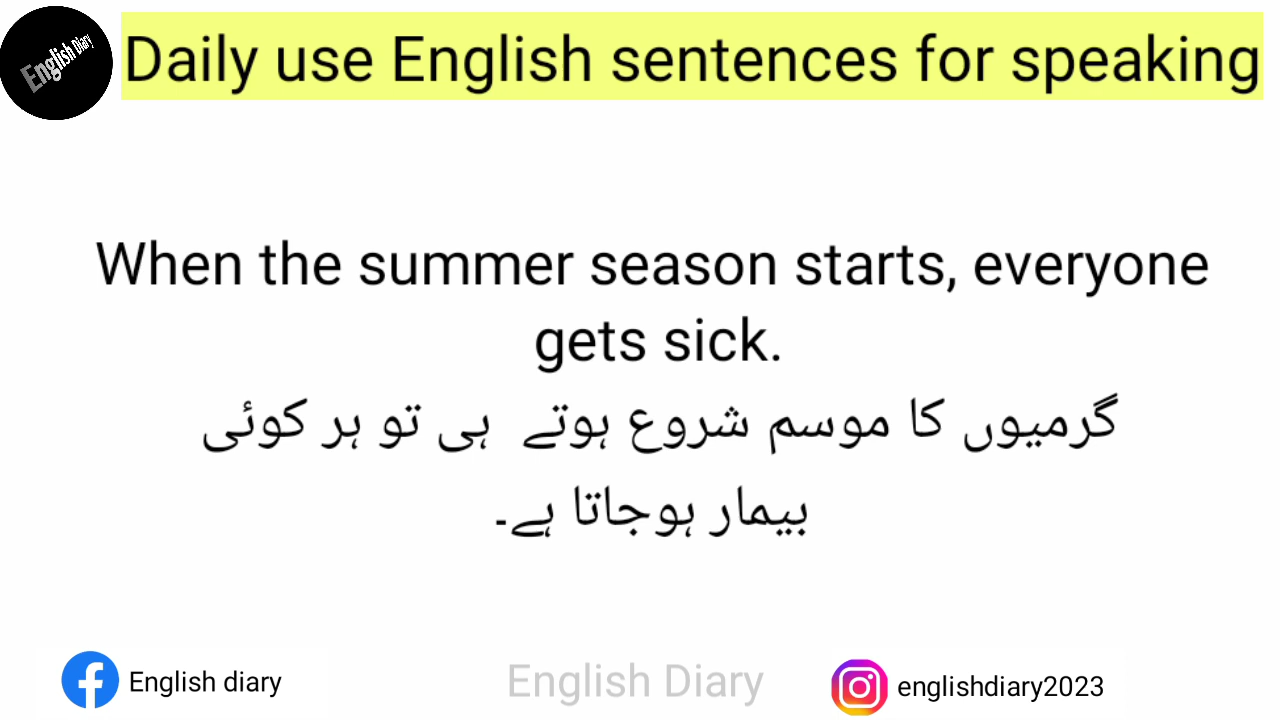 English Diary
Daily use English sentences for speaking
When the summer season starts, everyone
gets sick.
گرمیوں کا موسم شروع ہوتے ہی تو ہر کوئی
بیمار ہوجاتا ہے۔
English diary
English Diary
englishdiary2023